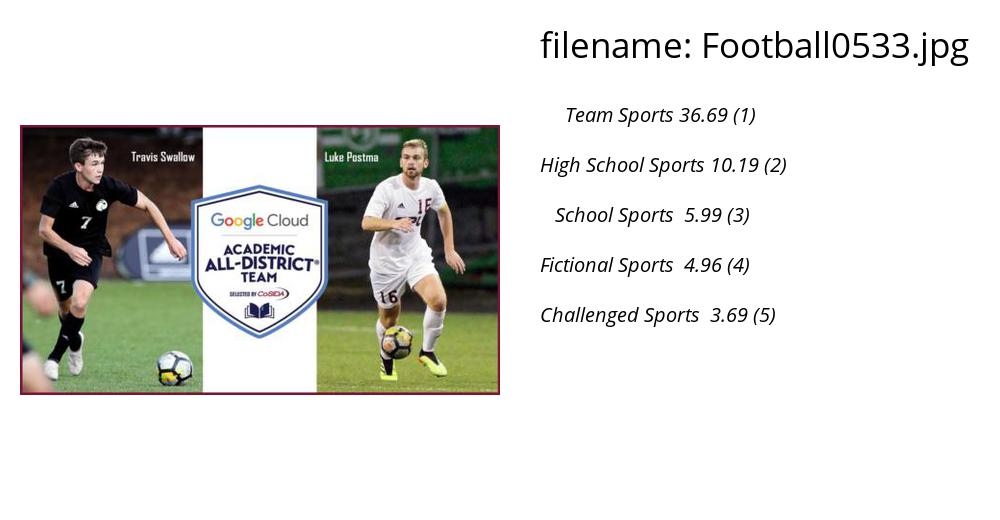 filename: Football0533.jpg
Team Sports 36.69 (1)
High School Sports 10.19 (2)
School Sports 5.99 (3)
Fictional Sports 4.96 (4)
Challenged Sports 3.69 (5)
Travis Swallow
Luke Postma
7
7
16
16
Google Cloud
ACADEMIC
ALL-DISTRICT®
TEAM
SELECTED BY CoSIDA